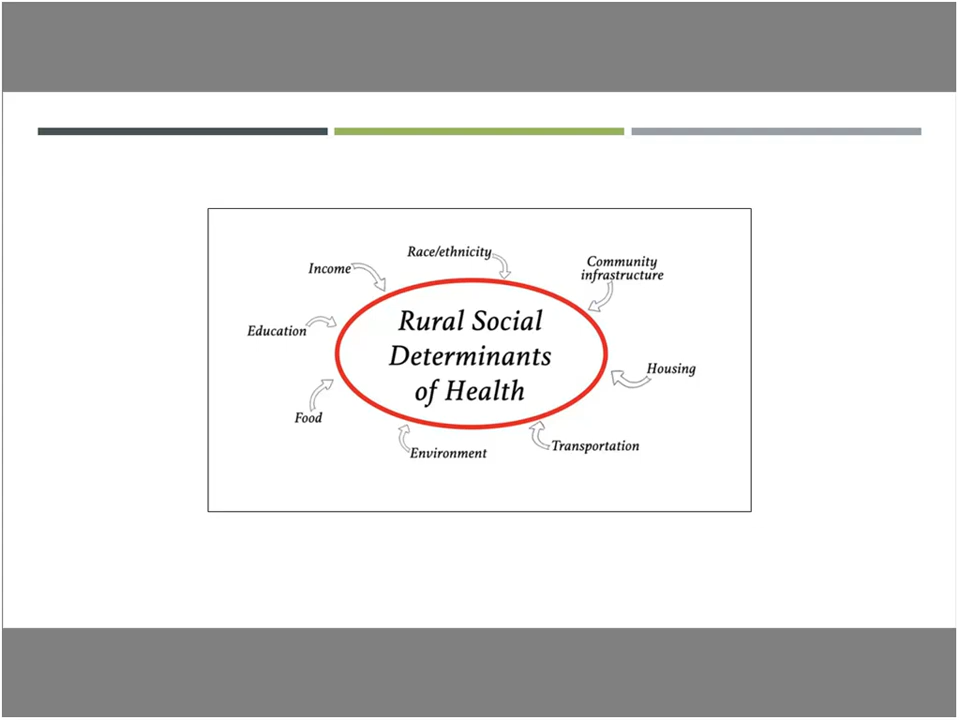 Race/ethnicity
Income
Community
infrastructure
Education
Rural Social
Determinants
of Health
Housing
Food
Environment
Transportation